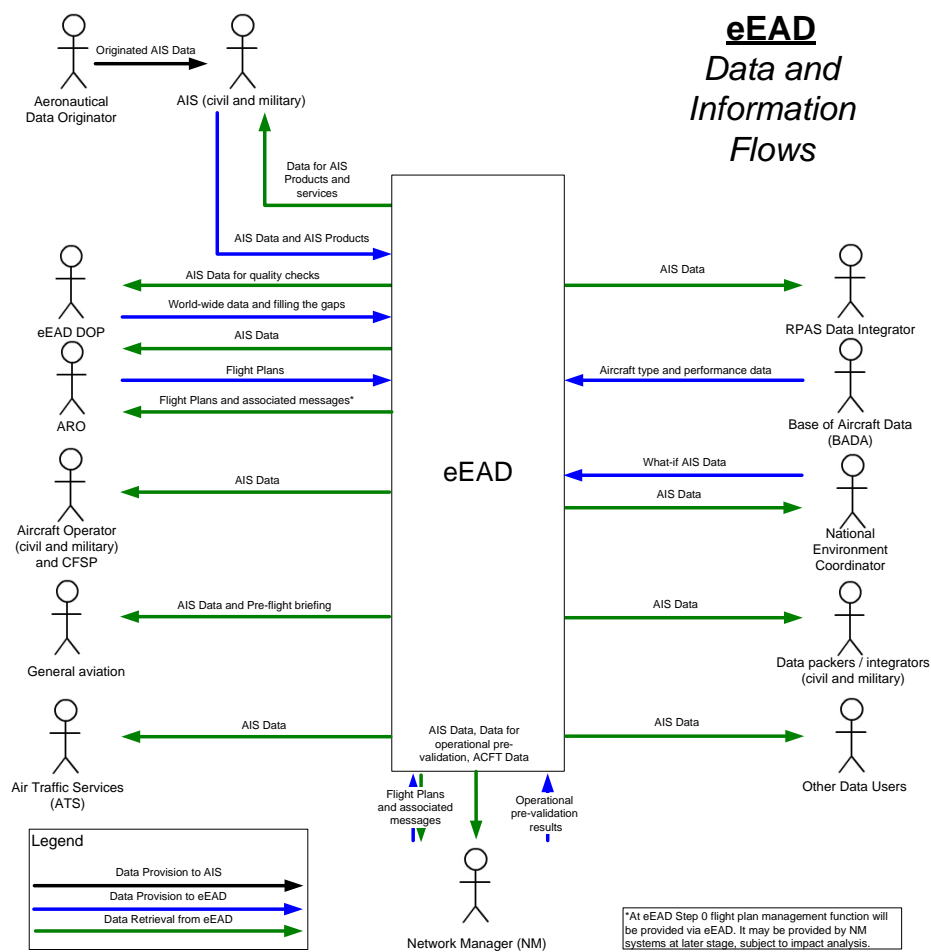 eEAD
Data and
Information
Flows
Originated AIS Data
Aeronautical
Data Originator
AIS (civil and military)
Data for AIS
Products and
services
AIS Data and AIS Products
AIS Data for quality checks
World-wide data and filling the gaps
eEAD DOP
AIS Data
Flight Plans
Flight Plans and associated messages*
ARO
AIS Data
Aircraft Operator
(civil and military)
and CFSP
AIS Data and Pre-flight briefing
General aviation
AIS Data
Air Traffic Services
(ATS)
eEAD
AIS Data
RPAS Data Integrator
Aircraft type and performance data
Base of Aircraft Data
(BADA)
What-if AIS Data
AIS Data
National
Environment
Coordinator
AIS Data
Data packers / integrators
(civil and military)
AIS Data
Other Data Users
AIS Data, Data for
operational pre-
validation, ACFT Data
Flight Plans
and associated
messages
Operational
pre-validation
results
Network Manager (NM)
Legend
Data Provision to AIS
Data Provision to eEAD
Data Retrieval from eEAD
*At eEAD Step 0 flight plan management function will
be provided via eEAD. It may be provided by NM
systems at later stage, subject to impact analysis.